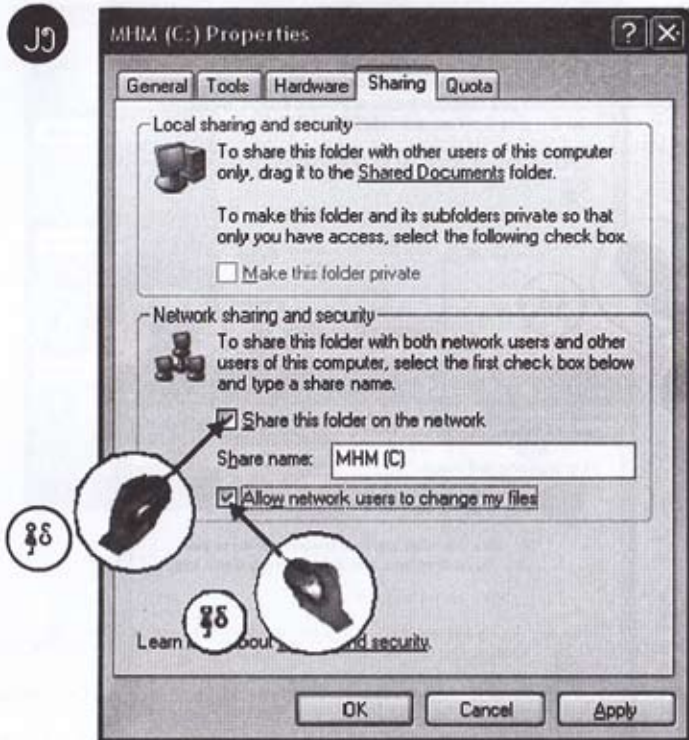 MHM (C:) Properties
General Tools Hardware Sharing Quota
Local sharing and security
To share this folder with other users of this computer
only, drag it to the Shared Documents folder.
To make this folder and its subfolders private so that
only you have access, select the following check box.
Make this folder private
Network sharing and security
To share this folder with both network users and other
users of this computer, select the first check box below
and type a share name.
Share this folder on the network
Share name: MHM (C)
Allow network users to change my files
Learn security.
OK Cancel Apply